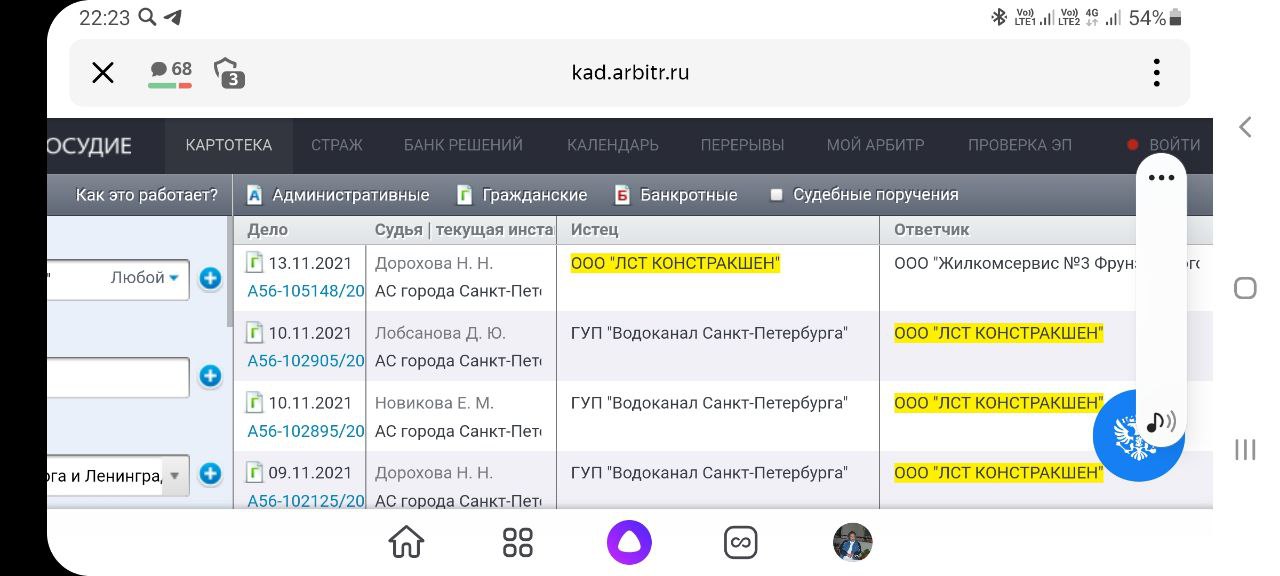 22:23
Vo)) LTE1 Vo)) LTE2 4G 54%
68
3
kad.arbitr.ru
ОСУДИЕ КАРТОТЕКА СТРАЖ БАНК РЕШЕНИЙ КАЛЕНДАРЬ ПЕРЕРЫВЫ МОЙ АРБИТР ПРОВЕРКА ЭП ВОЙТИ
Как это работает? А Административные Г Гражданские Б Банкротные Судебные поручения
Дело Судья | текущая инста Истец Ответчик
Г 13.11.2021 Дорохова Н. Н. ООО "ЛСТ КОНСТРАКШЕН" ООО "Жилкомсервис №3 Фрун
" Любой
А56-105148/20 АС города Санкт-Пете
Г 10.11.2021 Лобсанова Д. Ю. ГУП "Водоканал Санкт-Петербурга" ООО "ЛСТ КОНСТРАКШЕН"
А56-102905/20 АС города Санкт-Пете
Г 10.11.2021 Новикова Е. М. ГУП "Водоканал Санкт-Петербурга" ООО "ЛСТ КОНСТРАКШЕН"
А56-102895/20 АС города Санкт-Пете
Г 09.11.2021 Дорохова Н. Н. ГУП "Водоканал Санкт-Петербурга" ООО "ЛСТ КОНСТРАКШЕН"
рга и Ленингра
А56-102125/20 АС города Санкт-Пете